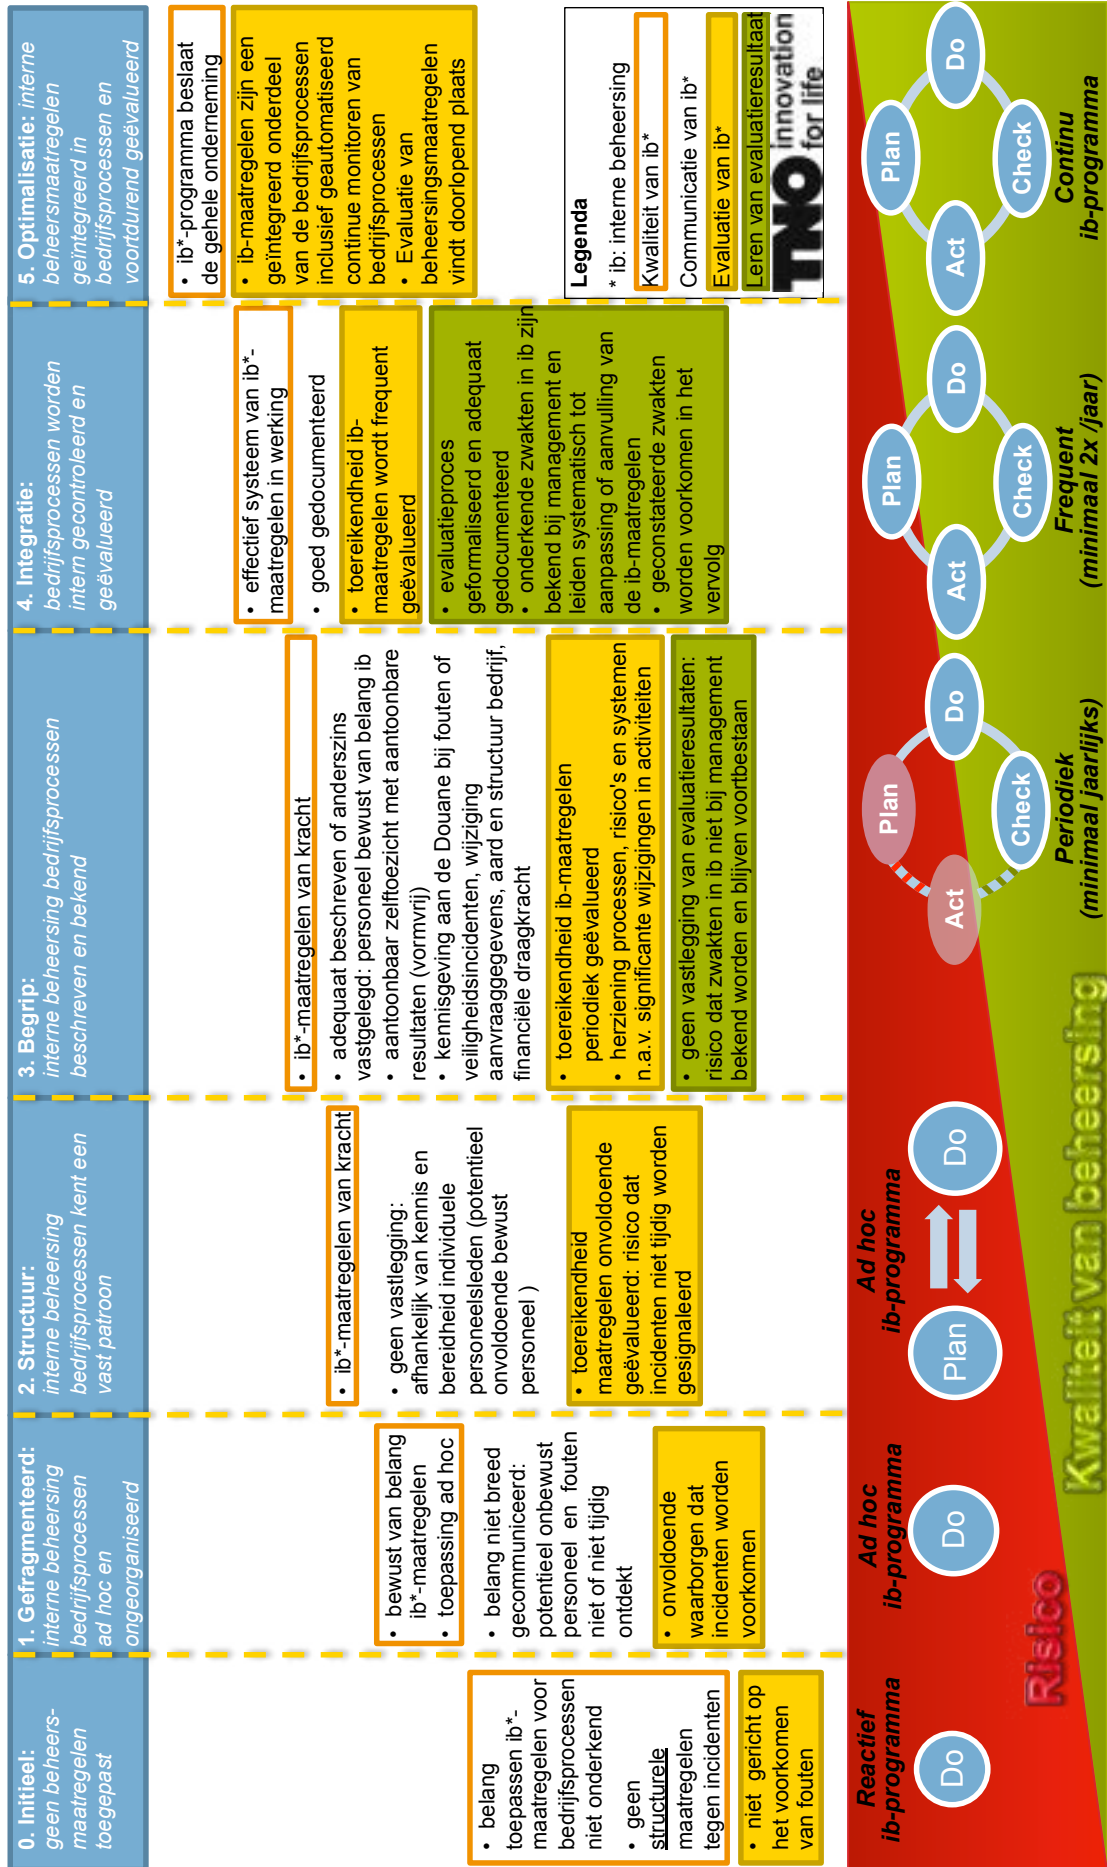 0. Initieel:
geen beheers-
maatregelen
toegepast
1. Gefragmenteerd:
interne beheersing
bedrijfsprocessen
ad hoc en
ongeorganiseerd
2. Structuur:
interne beheersing
bedrijfsprocessen kent een
vast patroon
3. Begrip:
interne beheersing bedrijfsprocessen
beschreven en bekend
4. Integratie:
bedrijfsprocessen worden
intern gecontroleerd en
geëvalueerd
5. Optimalisatie: interne
beheersmaatregelen
geïntegreerd in
bedrijfsprocessen en
voortdurend geëvalueerd
• belang
toepassen ib*-
maatregelen voor
bedrijfsprocessen
niet onderkend
• geen
structurele
maatregelen
tegen incidenten
• niet gericht op
het voorkomen
van fouten
• bewust van belang
ib*-maatregelen
• toepassing ad hoc
• belang niet breed
gecommuniceerd:
potentieel onbewust
personeel en fouten
niet of niet tijdig
ontdekt
• onvoldoende
waarborgen dat
incidenten worden
voorkomen
• ib*-maatregelen van kracht
• geen vastlegging:
afhankelijk van kennis en
bereidheid individuele
personeelsleden (potentieel
onvoldoende bewust
personeel )
• toereikendheid
maatregelen onvoldoende
geëvalueerd: risico dat
incidenten niet tijdig worden
gesignaleerd
• ib*-maatregelen van kracht
• adequaat beschreven of anderszins
vastgelegd: personeel bewust van belang ib
• aantoonbaar zelftoezicht met aantoonbare
resultaten (vormvrij)
• kennisgeving aan de Douane bij fouten of
veiligheidsincidenten, wijziging
aanvraaggegevens, aard en structuur bedrijf,
financiële draagkracht
• toereikendheid ib-maatregelen
periodiek geëvalueerd
• herziening processen, risico's en systemen
n.a.v. significante wijzigingen in activiteiten
• geen vastlegging van evaluatieresultaten:
risico dat zwakten in ib niet bij management
bekend worden en blijven voortbestaan
• effectief systeem van ib*-
maatregelen in werking
• goed gedocumenteerd
• toereikendheid ib-
maatregelen wordt frequent
geëvalueerd
• evaluatieproces
geformaliseerd en adequaat
gedocumenteerd
• onderkende zwakten in ib zijn
bekend bij management en
leiden systematisch tot
aanpassing of aanvulling van
de ib-maatregelen
• geconstateerde zwakten
worden voorkomen in het
vervolg
• ib*-programma beslaat
de gehele onderneming
• ib-maatregelen zijn een
geïntegreerd onderdeel
van de bedrijfsprocessen
inclusief geautomatiseerd
continue monitoren van
bedrijfsprocessen
• Evaluatie van
beheersingsmaatregelen
vindt doorlopend plaats
Legenda
* ib: interne beheersing
Kwaliteit van ib*
Communicatie van ib*
Evaluatie van ib*
Leren van evaluatieresultaat
TNO innovation
for life
Reactief
ib-programma
Do
Ad hoc
ib-programma
Do
Ad hoc
ib-programma
Plan
Do
Plan
Do
Check
Act
Periodiek
(minimaal jaarlijks)
Plan
Do
Check
Act
Frequent
(minimaal 2x /jaar)
Plan
Do
Check
Act
Continu
ib-programma
Risico
Kwaliteit van beheersing